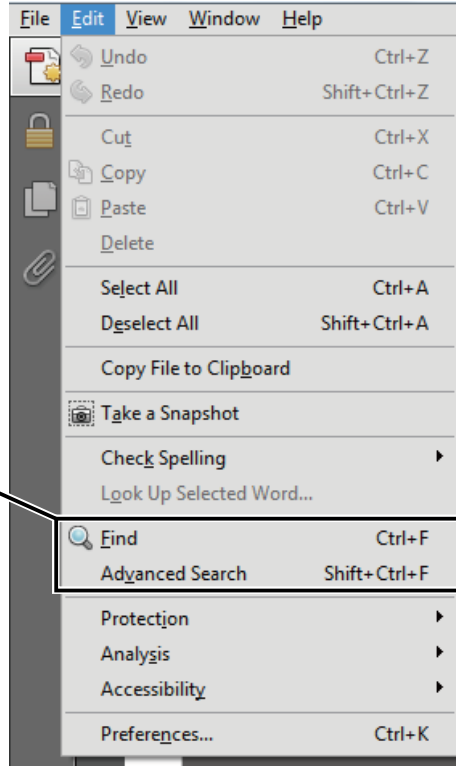 File Edit View Window Help
Undo Ctrl+Z
Redo Shift+Ctrl+Z
Cut Ctrl+X
Copy Ctrl+C
Paste Ctrl+V
Delete
Select All Ctrl+A
Deselect All Shift+Ctrl+A
Copy File to Clipboard
Take a Snapshot
Check Spelling
Look Up Selected Word...
Find Ctrl+F
Advanced Search Shift+Ctrl+F
Protection
Analysis
Accessibility
Preferences... Ctrl+K